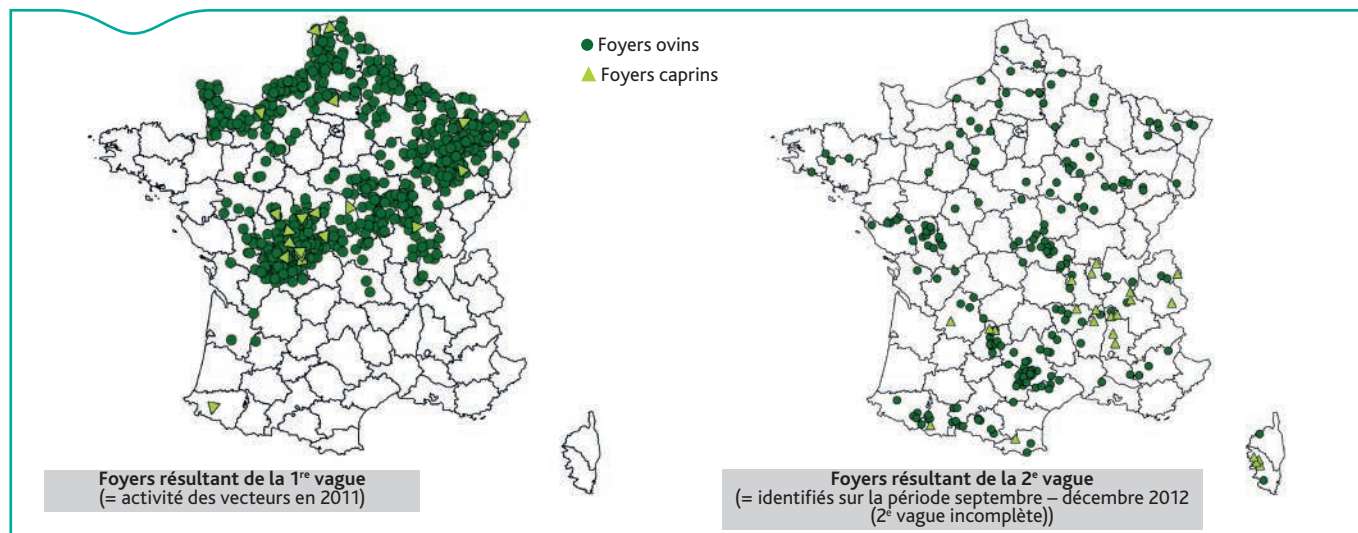 Foyers ovins
Foyers caprins
Foyers résultant de la 1re vague
(= activité des vecteurs en 2011)
Foyers résultant de la 2e vague
(= identifiés sur la période septembre – décembre 2012
(2e vague incomplète))